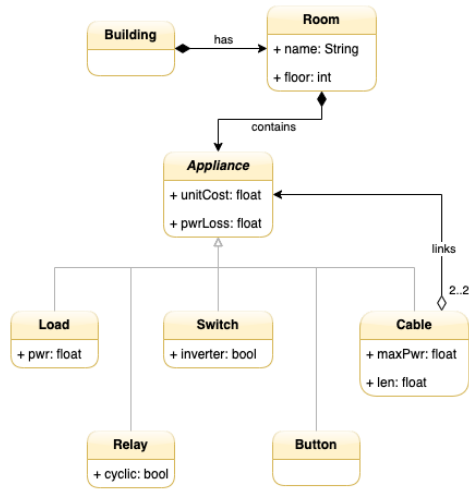 Building
has
Room
+ name: String
+ floor: int
contains
Appliance
+ unitCost: float
+ pwrLoss: float
links
2..2
Load
+ pwr: float
Switch
+ inverter: bool
Cable
+ maxPwr: float
+ len: float
Relay
+ cyclic: bool
Button